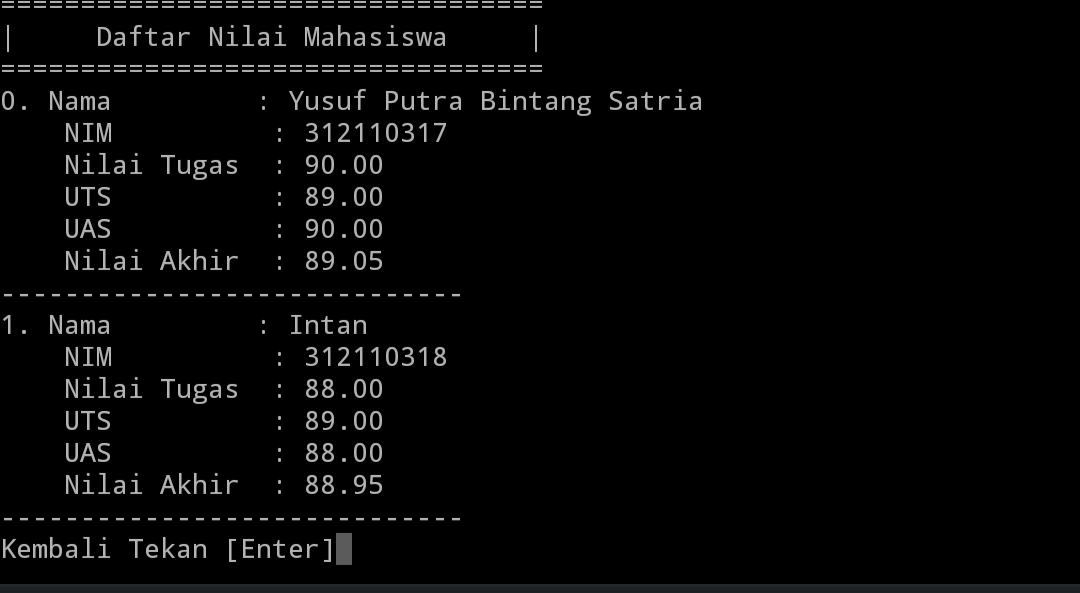 ==================================
|     Daftar Nilai Mahasiswa     |
==================================
0. Nama         : Yusuf Putra Bintang Satria
    NIM          : 312110317
    Nilai Tugas  : 90.00
    UTS          : 89.00
    UAS          : 90.00
    Nilai Akhir  : 89.05
-----------------------------
1. Nama         : Intan
    NIM          : 312110318
    Nilai Tugas  : 88.00
    UTS          : 89.00
    UAS          : 88.00
    Nilai Akhir  : 88.95
-----------------------------
Kembali Tekan [Enter]